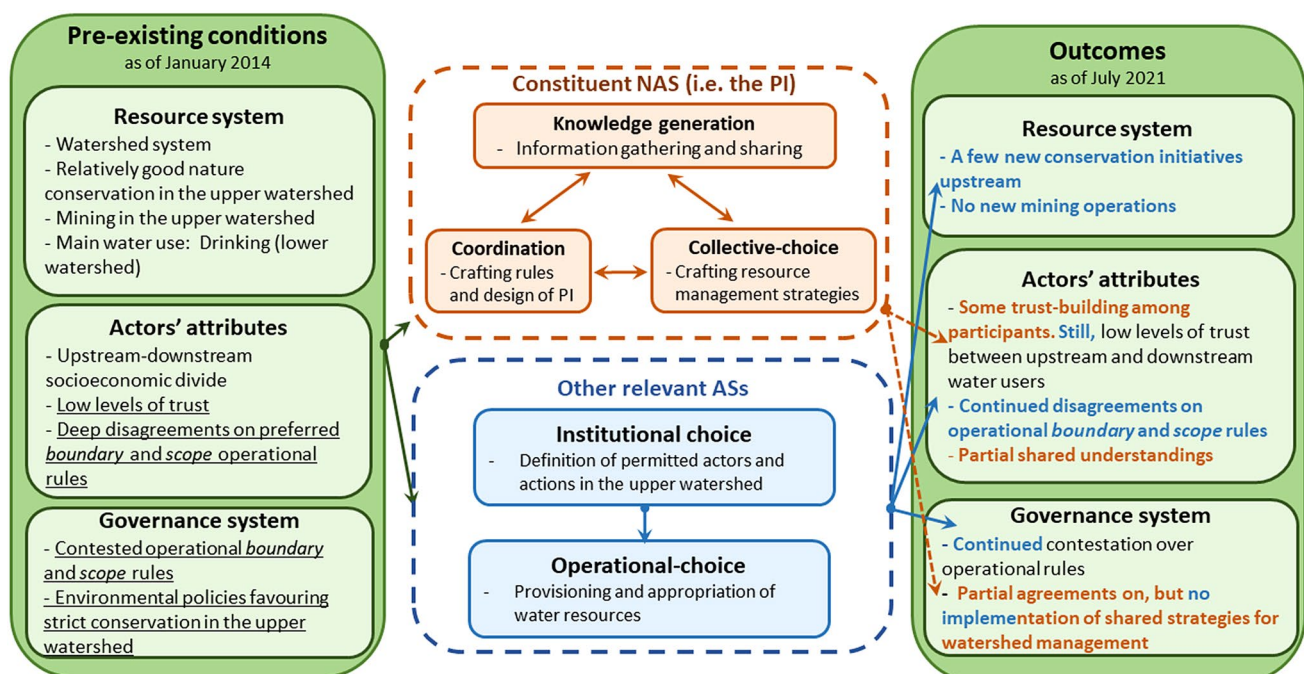 Pre-existing conditions
as of January 2014
Resource system
- Watershed system
- Relatively good nature
conservation in the upper watershed
- Mining in the upper watershed
- Main water use: Drinking (lower
watershed)
Actors' attributes
- Upstream-downstream
socioeconomic divide
- Low levels of trust
- Deep disagreements on preferred
boundary and scope operational
rules
Governance system
- Contested operational boundary
and scope rules
- Environmental policies favouring
strict conservation in the upper
watershed
Constituent NAS (i.e. the PI)
Knowledge generation
- Information gathering and sharing
Coordination
- Crafting rules
and design of PI
Collective-choice
- Crafting resource
management strategies
Other relevant ASs
Institutional choice
- Definition of permitted actors and
actions in the upper watershed
Operational-choice
- Provisioning and appropriation of
water resources
Outcomes
as of July 2021
Resource system
- A few new conservation initiatives
upstream
- No new mining operations
Actors' attributes
- Some trust-building among
participants. Still, low levels of trust
between upstream and downstream
water users
- Continued disagreements on
operational boundary and scope rules
- Partial shared understandings
Governance system
- Continued contestation over
operational rules
- Partial agreements on, but no
implementation of shared strategies for
watershed management